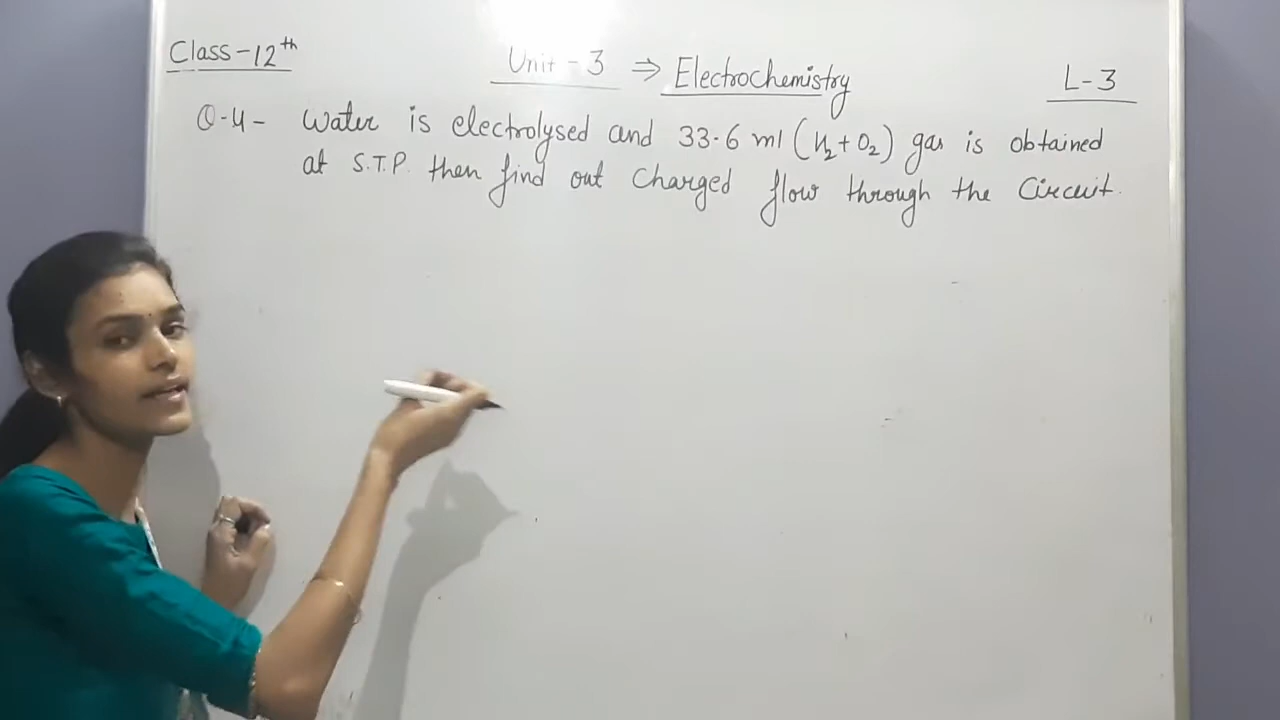 Class-12th
Unit - 3 ⇒ Electrochemistry
L-3
Q-4- Water is electrolysed and 33.6 ml (H2+O2) gas is obtained
at S.T.P. then find out Charged flow through the Circuit.